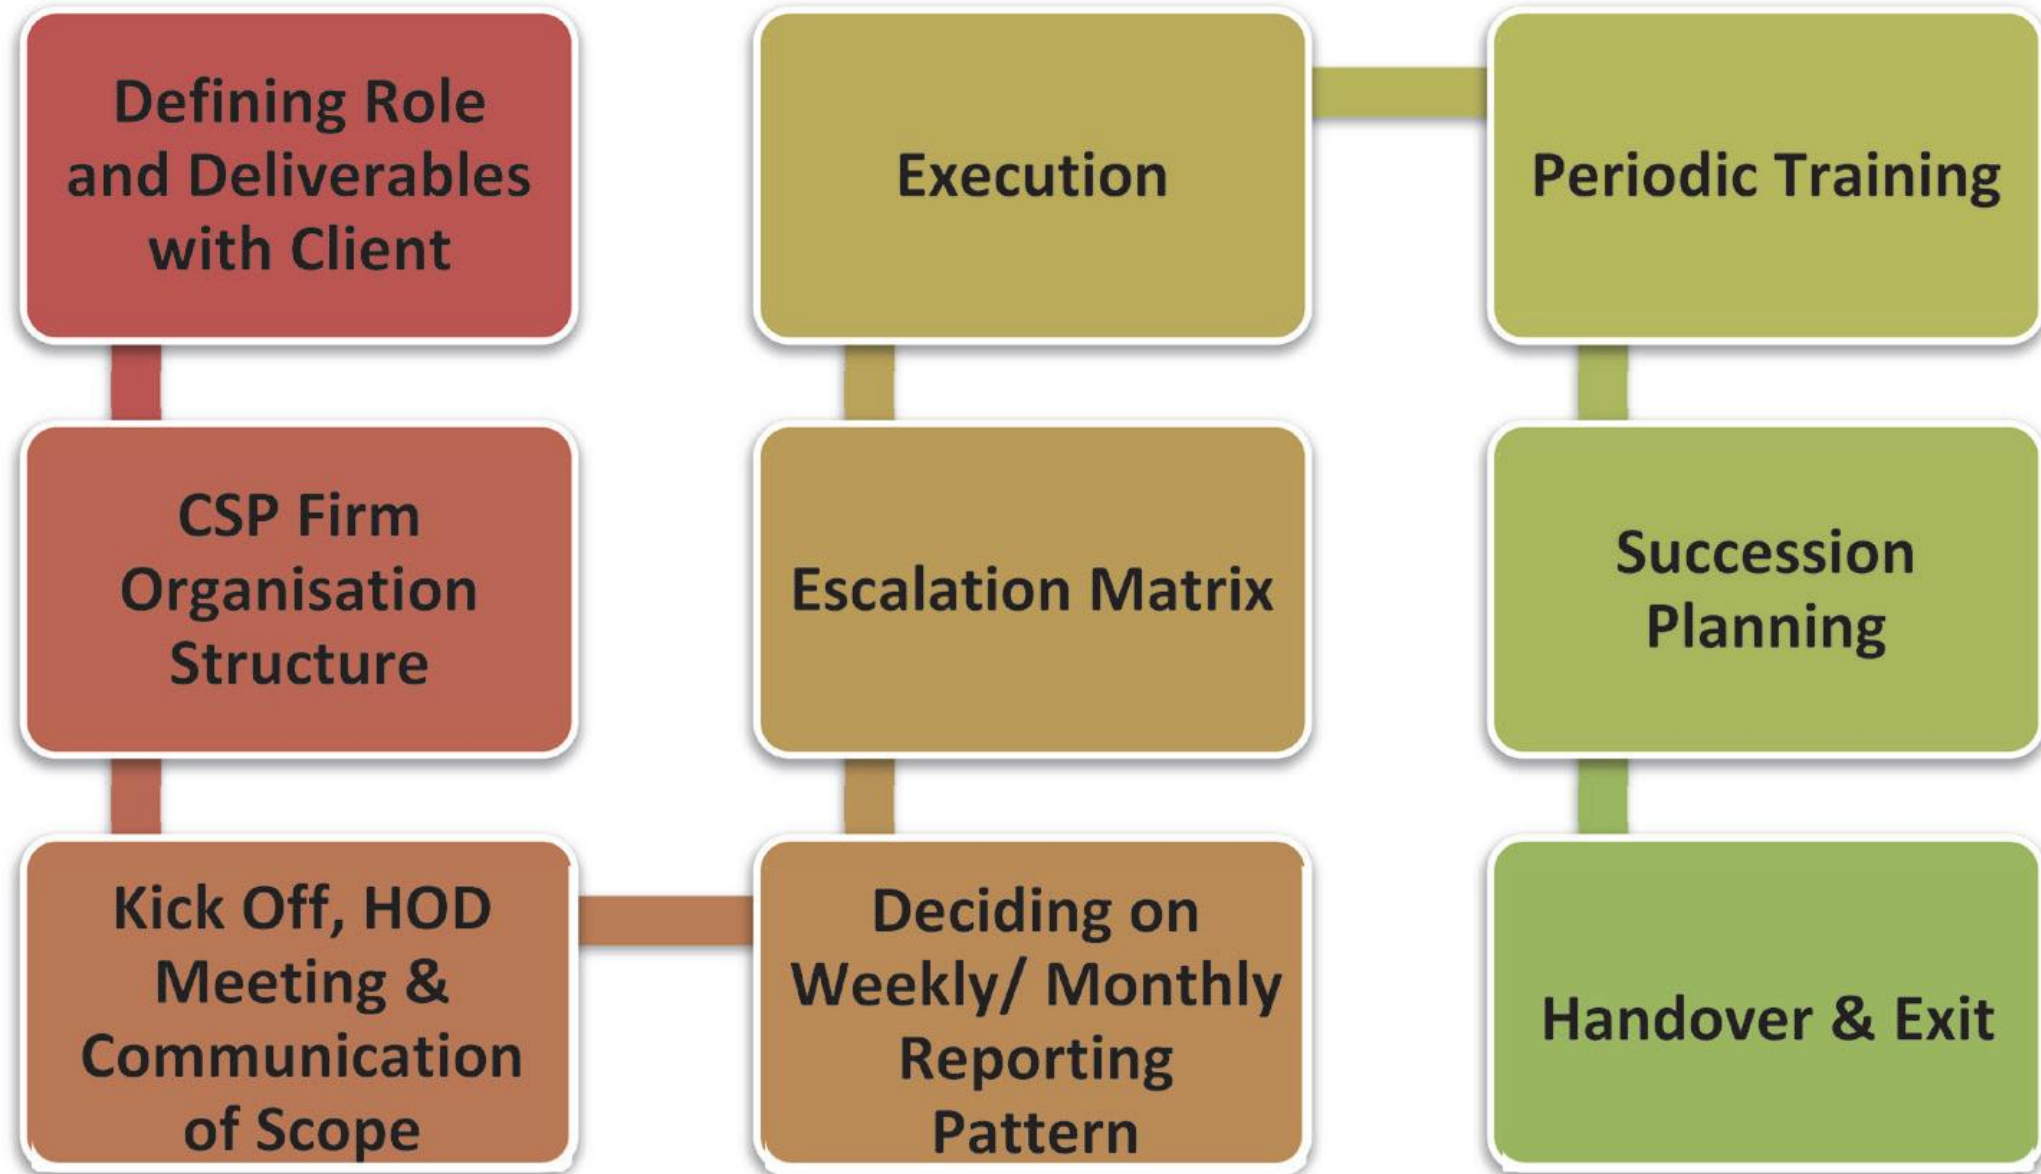 Defining Role
and Deliverables
with Client
CSP Firm
Organisation
Structure
Kick Off, HOD
Meeting &
Communication
of Scope
Deciding on
Weekly/ Monthly
Reporting
Pattern
Escalation Matrix
Execution
Periodic Training
Succession
Planning
Handover & Exit